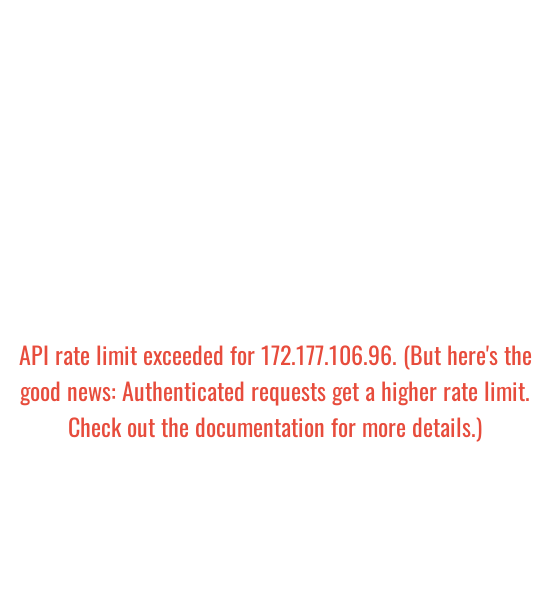 API rate limit exceeded for 172.177.106.96. (But here's the
good news: Authenticated requests get a higher rate limit.
Check out the documentation for more details.)